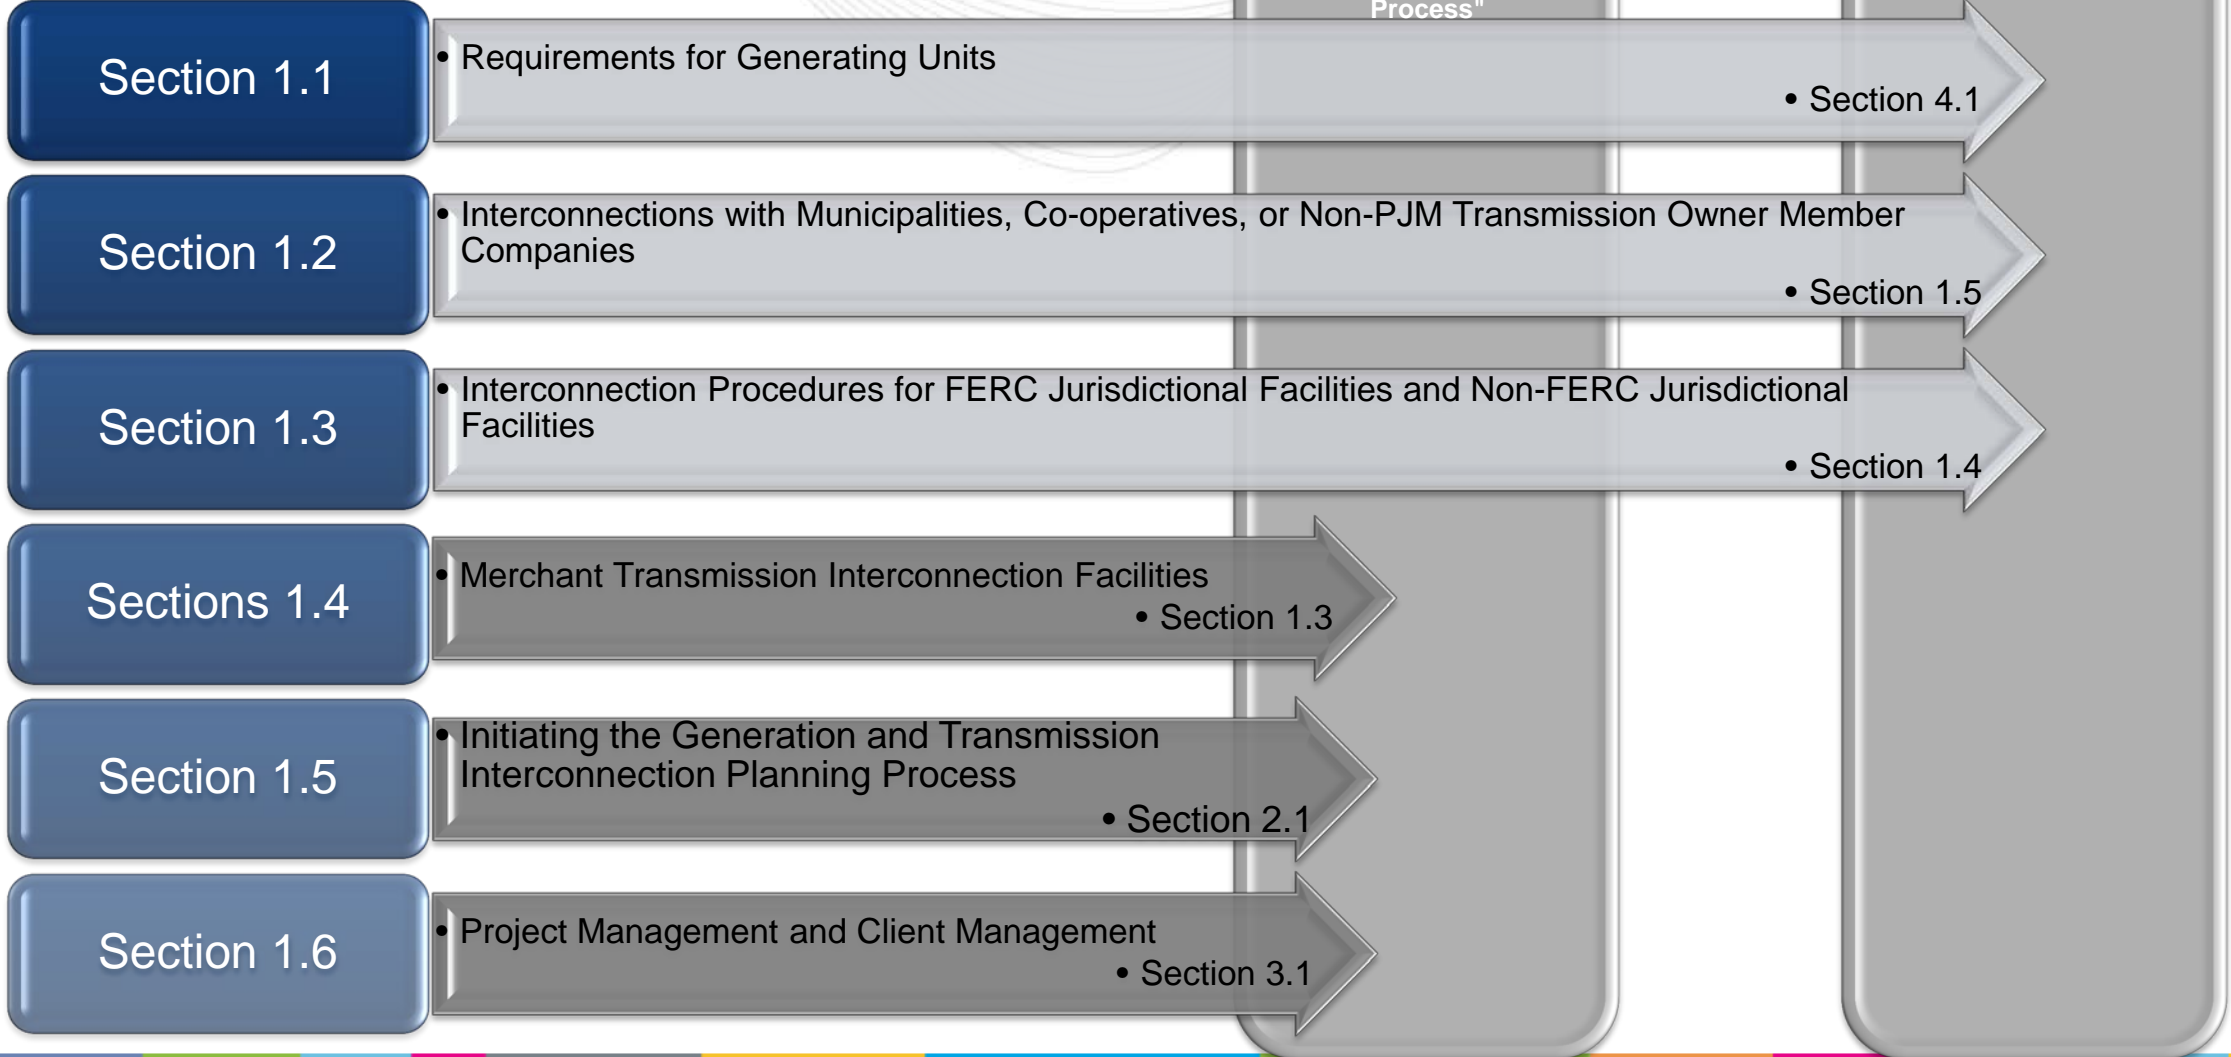 Process"
Section 1.1
• Requirements for Generating Units
• Section 4.1
Section 1.2
• Interconnections with Municipalities, Co-operatives, or Non-PJM Transmission Owner Member
Companies
• Section 1.5
Section 1.3
• Interconnection Procedures for FERC Jurisdictional Facilities and Non-FERC Jurisdictional
Facilities
• Section 1.4
Sections 1.4
• Merchant Transmission Interconnection Facilities
• Section 1.3
Section 1.5
• Initiating the Generation and Transmission
Interconnection Planning Process
• Section 2.1
Section 1.6
• Project Management and Client Management
• Section 3.1